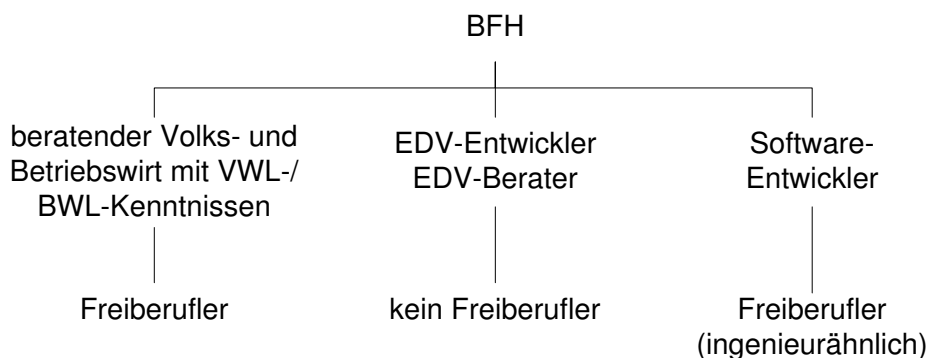 BFH
beratender Volks- und
Betriebswirt mit VWL-/
BWL-Kenntnissen
EDV-Entwickler
EDV-Berater
Software-
Entwickler
Freiberufler
kein Freiberufler
Freiberufler
(ingenieurähnlich)